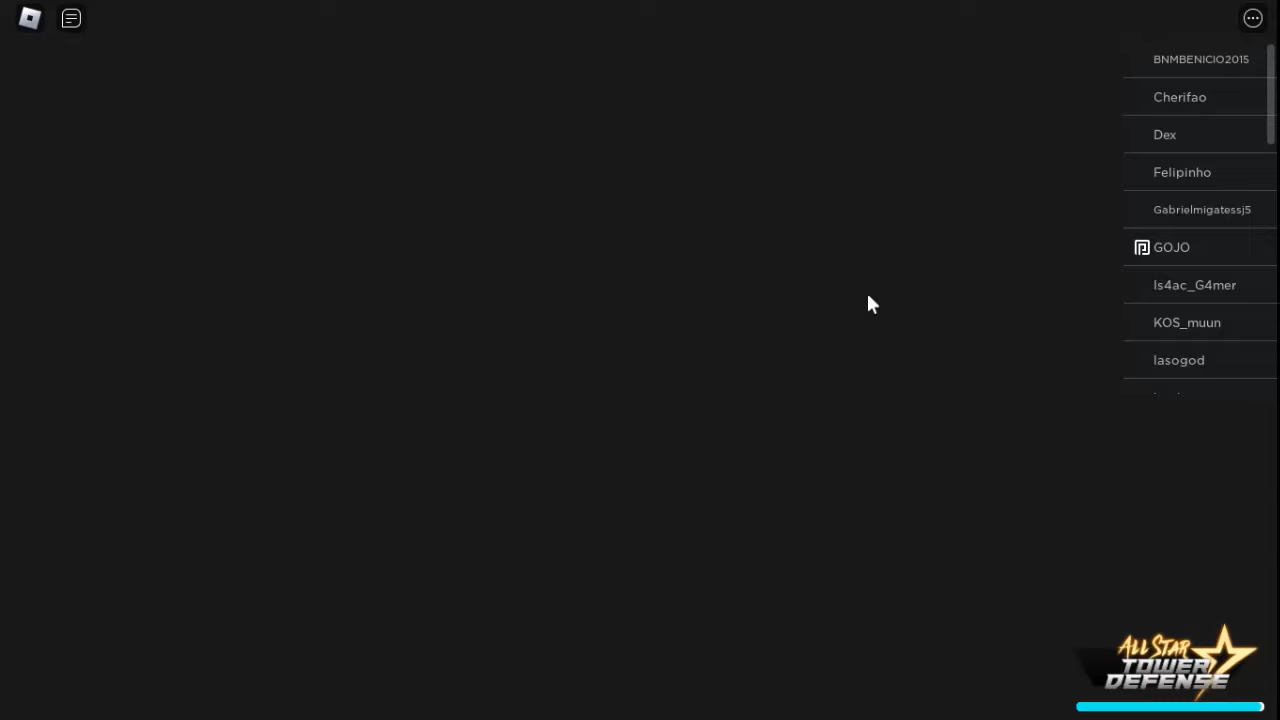 BNMBENICIO2015
Cherifao
Dex
Felipinho
Gabrielmigatessj5
GOJO
Is4ac_G4mer
KOS_muun
lasogod
ALL STAR
TOWER
DEFENSE